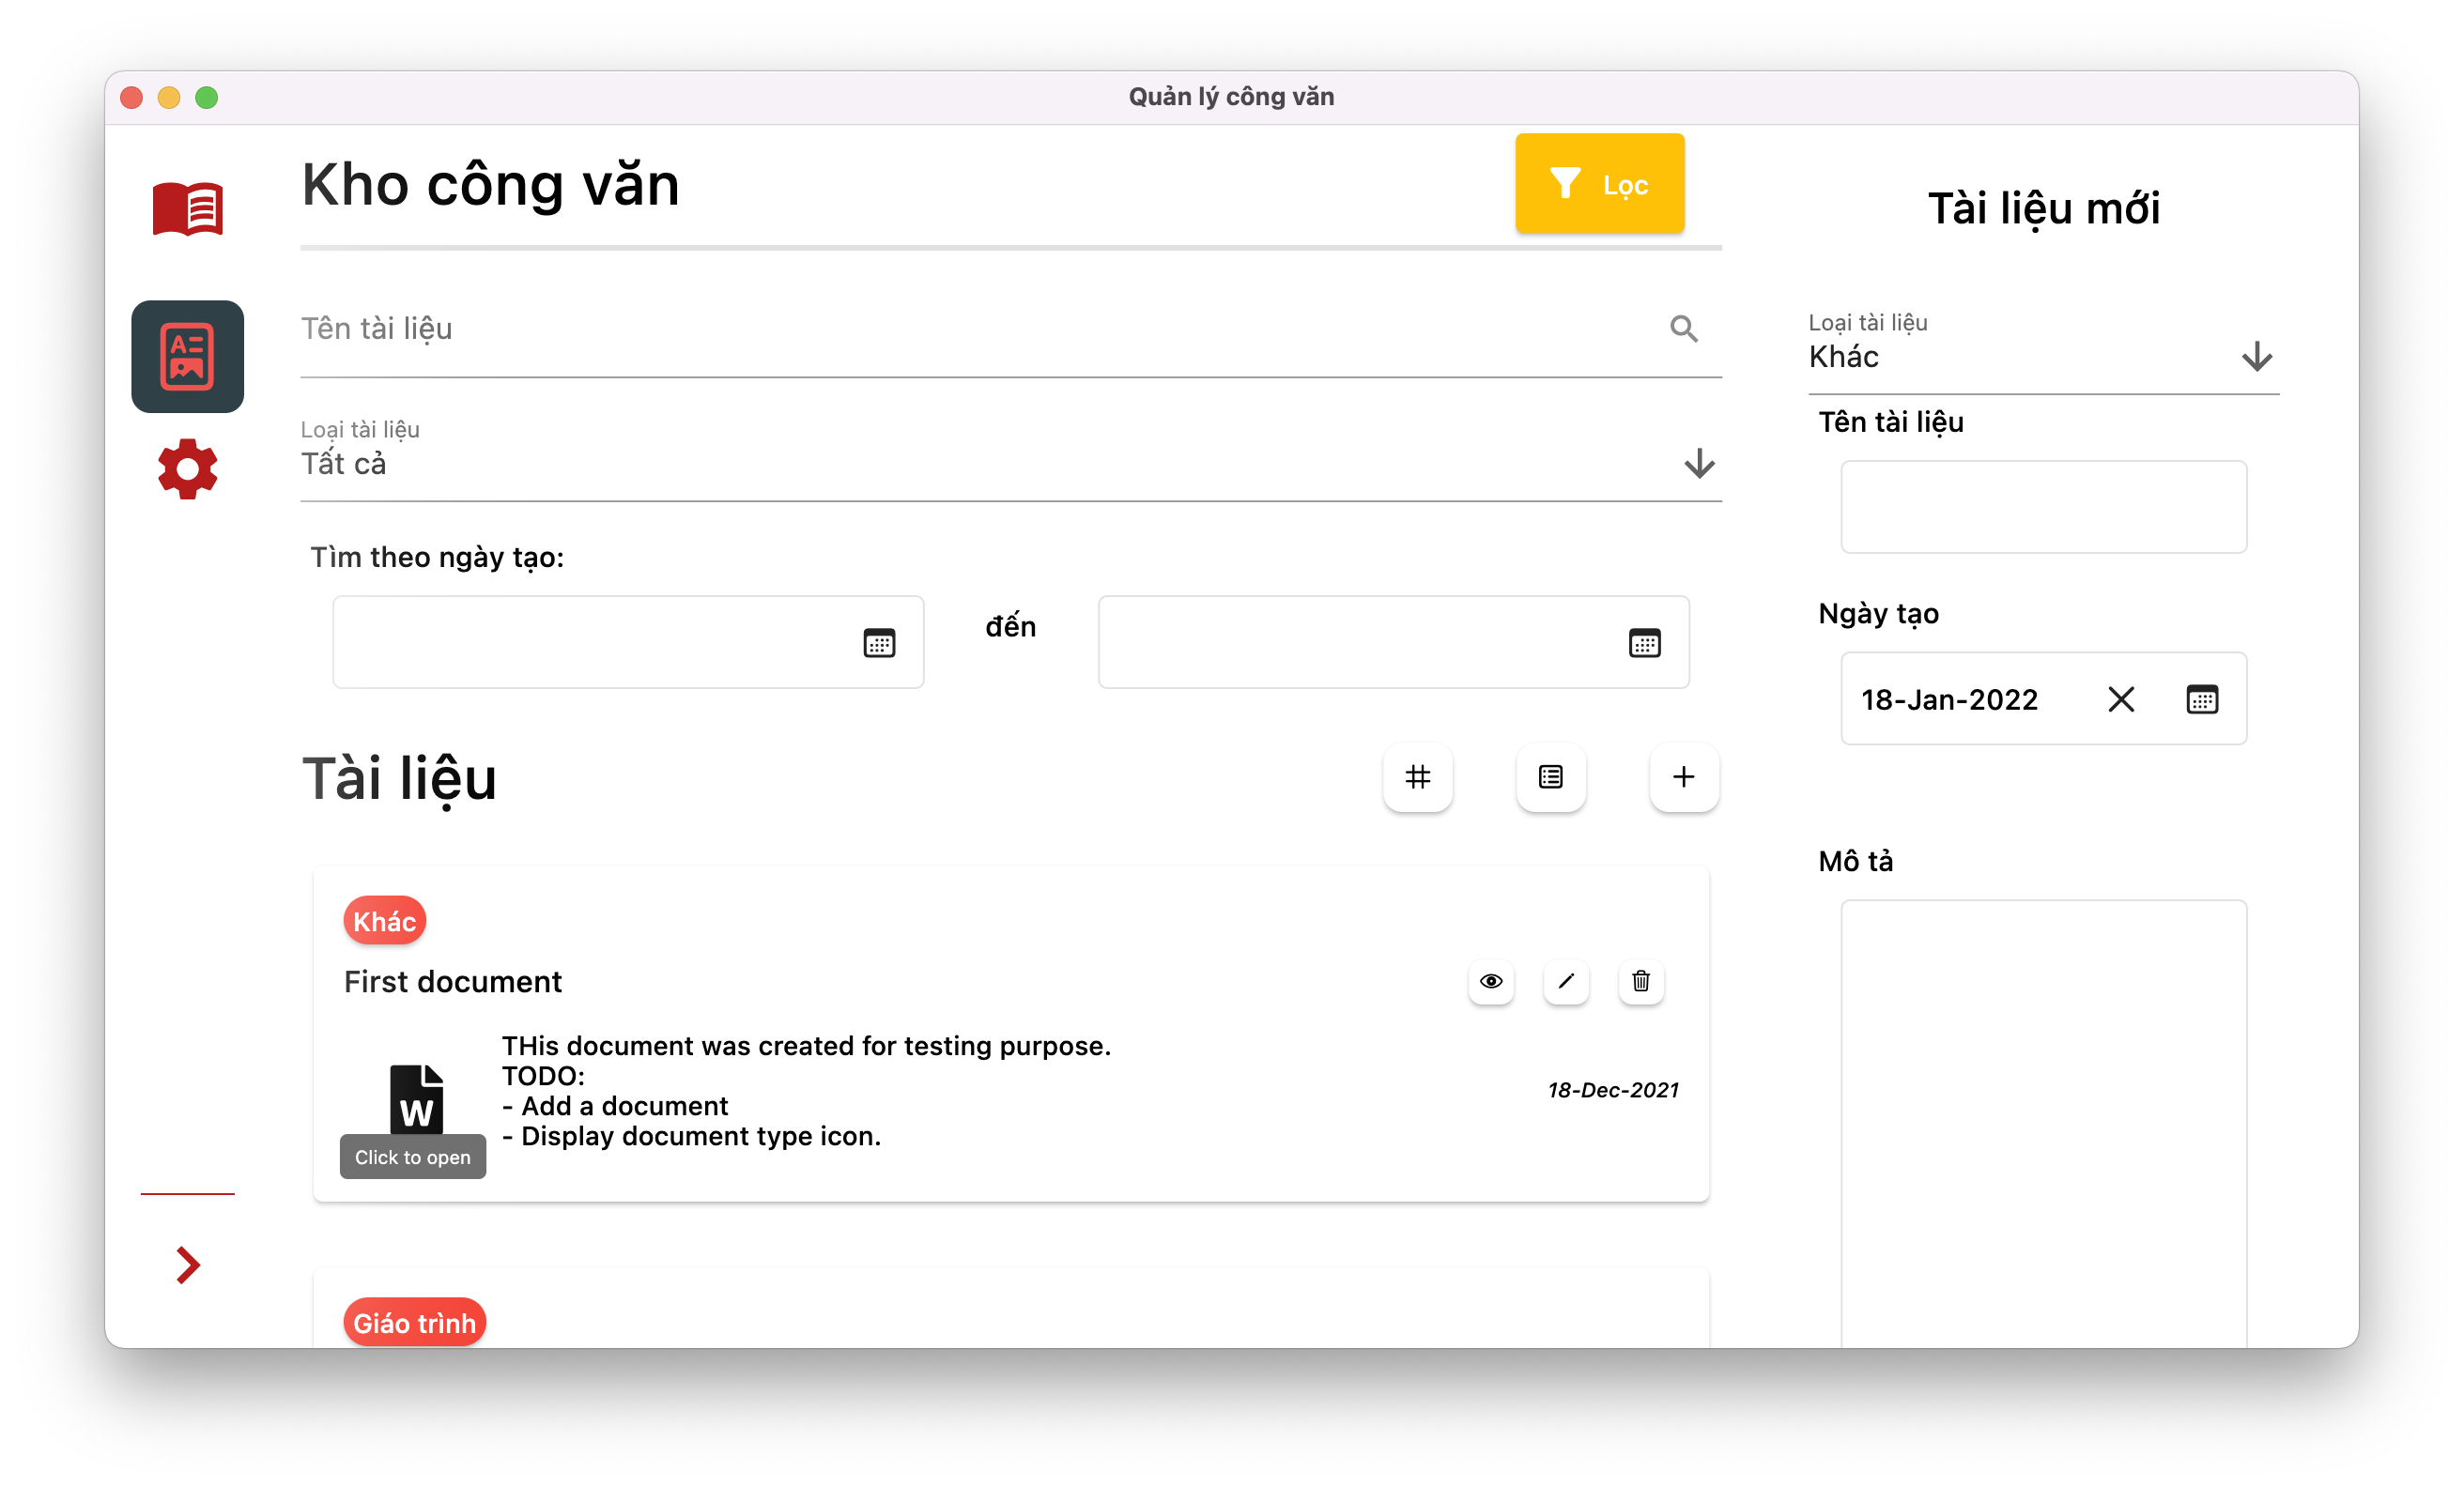 Quản lý công văn
Kho công văn
Lọc
Tên tài liệu
Loại tài liệu
Tất cả
Tìm theo ngày tạo:
đến
Tài liệu
Khác
First document
THis document was created for testing purpose.
TODO:
- Add a document
- Display document type icon.
W
Click to open
18-Dec-2021
Giáo trình
Tài liệu mới
Loại tài liệu
Khác
Tên tài liệu
Ngày tạo
18-Jan-2022
Mô tả